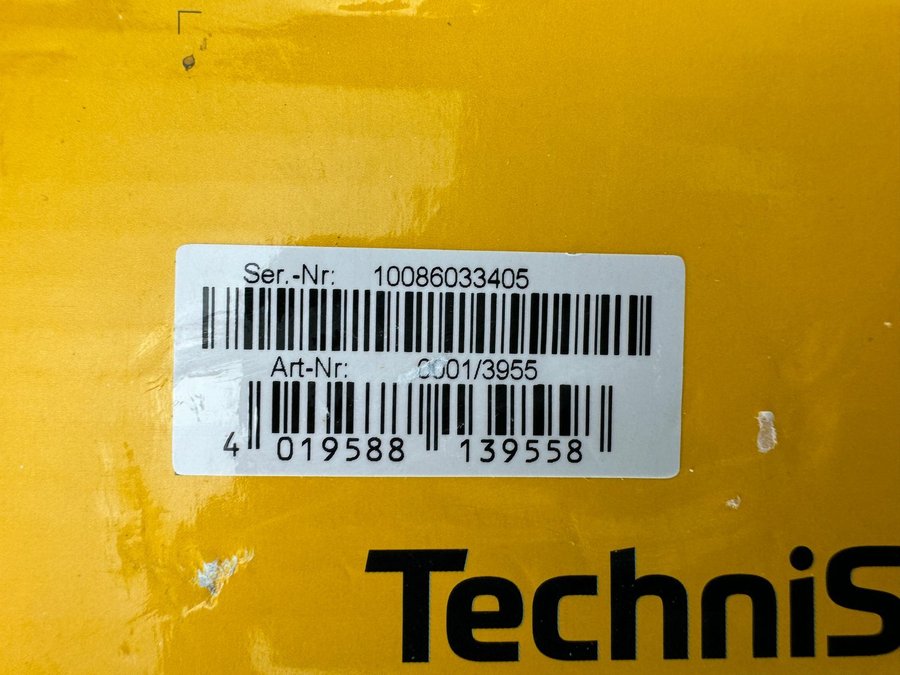 Ser.-Nr: 10086033405
Art-Nr: 0001/3955
4 019588 139558
TechniS